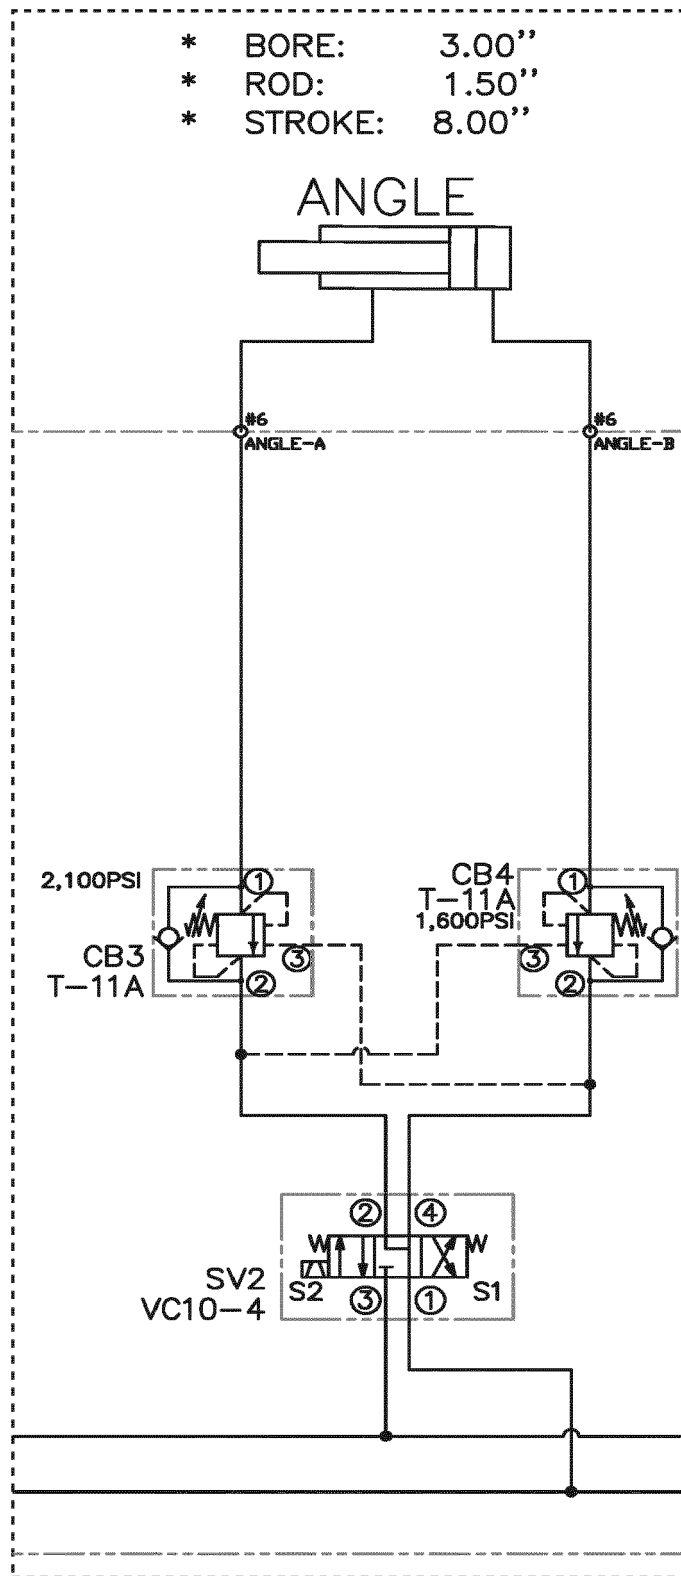 * BORE: 3.00''
* ROD: 1.50''
* STROKE: 8.00''
ANGLE
#6
ANGLE-A
#6
ANGLE-B
2,100PSI
1
CB3
T-11A
3
2
CB4
T-11A
1,600PSI
1
3
2
2
4
SV2
VC10-4
S2
S1
3
1